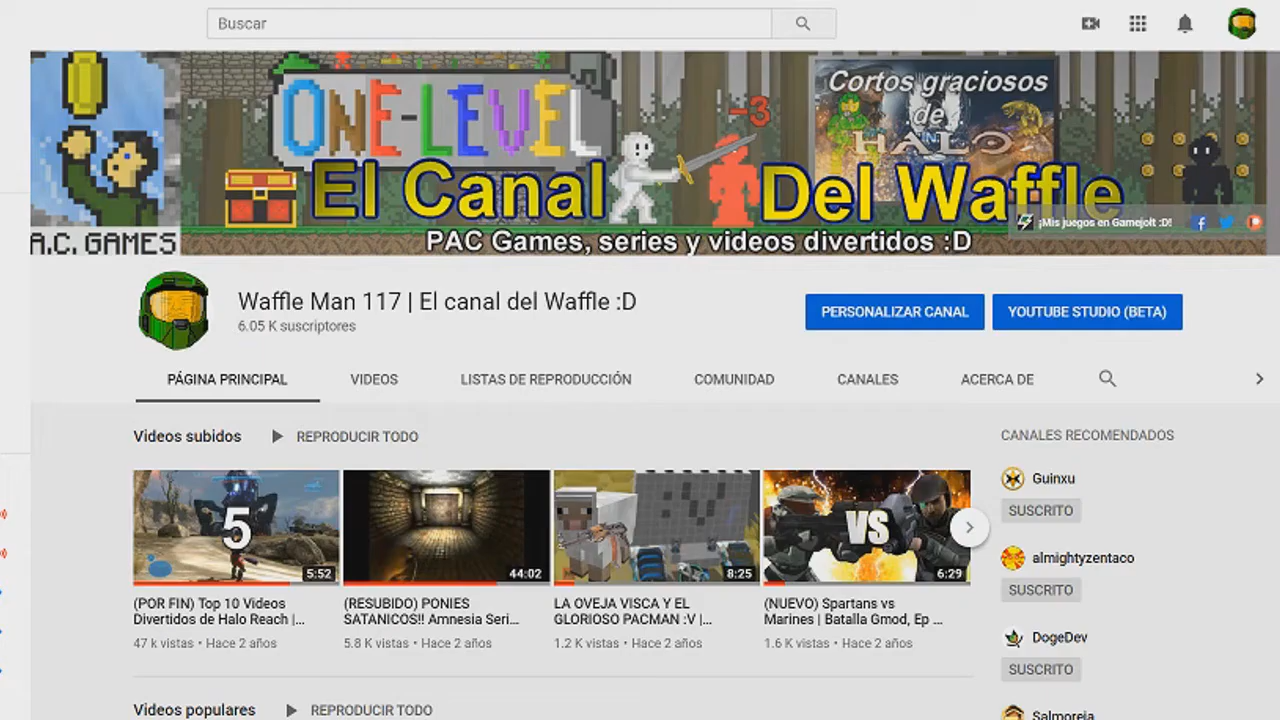 Buscar
ONE-LEVEL
Cortos graciosos
de
HALO
-3
El Canal
Del Waffle
A.C. GAMES
PAC Games, series y videos divertidos :D
¡Mis juegos en Gamejolt :D!
Waffle Man 117 | El canal del Waffle :D
6.05 K suscriptores
PERSONALIZAR CANAL
YOUTUBE STUDIO (BETA)
PÁGINA PRINCIPAL
VIDEOS
LISTAS DE REPRODUCCIÓN
COMUNIDAD
CANALES
ACERCA DE
Videos subidos
REPRODUCIR TODO
5
5:52
44:02
8:25
VS
6:29
(POR FIN) Top 10 Videos
Divertidos de Halo Reach |...
47 k vistas • Hace 2 años
(RESUBIDO) PONIES
SATANICOS!! Amnesia Seri...
5.8 K vistas • Hace 2 años
LA OVEJA VISCA Y EL
GLORIOSO PACMAN :V |...
1.2 K vistas • Hace 2 años
(NUEVO) Spartans vs
Marines | Batalla Gmod, Ep ...
1.6 K vistas • Hace 2 años
CANALES RECOMENDADOS
Guinxu
SUSCRITO
almightyzentaco
SUSCRITO
DogeDev
SUSCRITO
Salmoreja
Videos populares
REPRODUCIR TODO